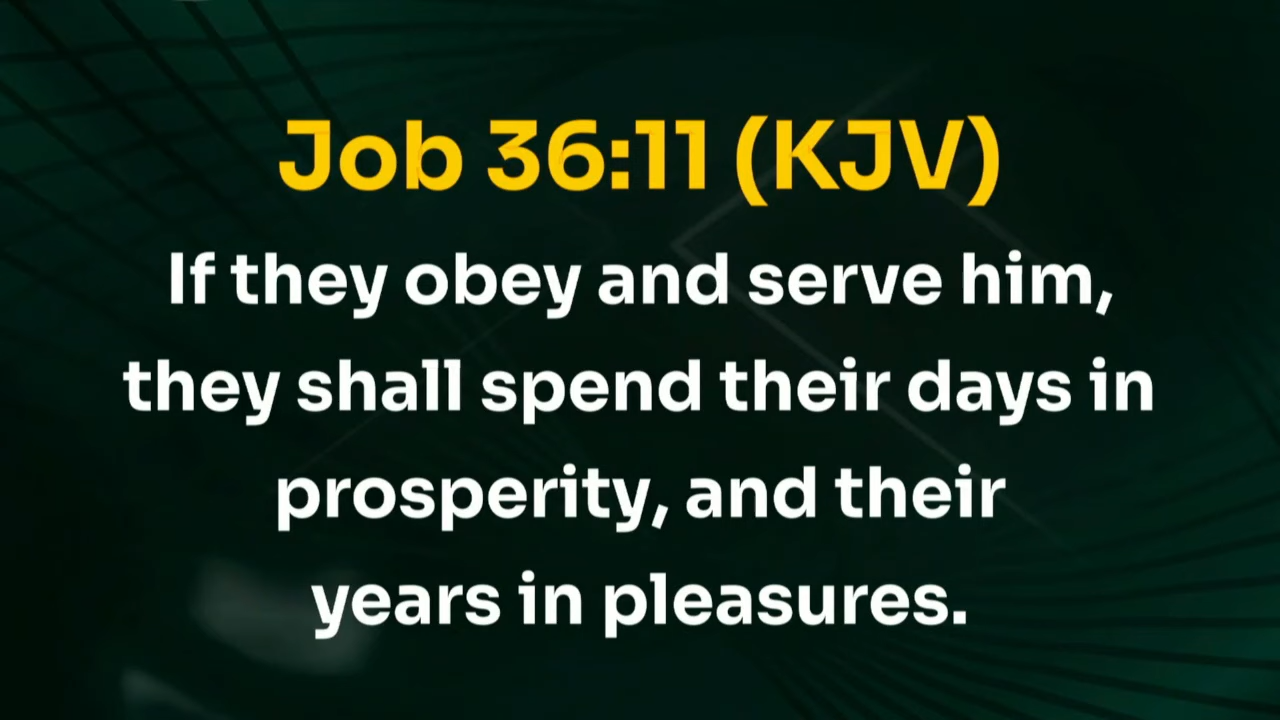 Job 36:11 (KJV)
If they obey and serve him,
they shall spend their days in
prosperity, and their
years in pleasures.